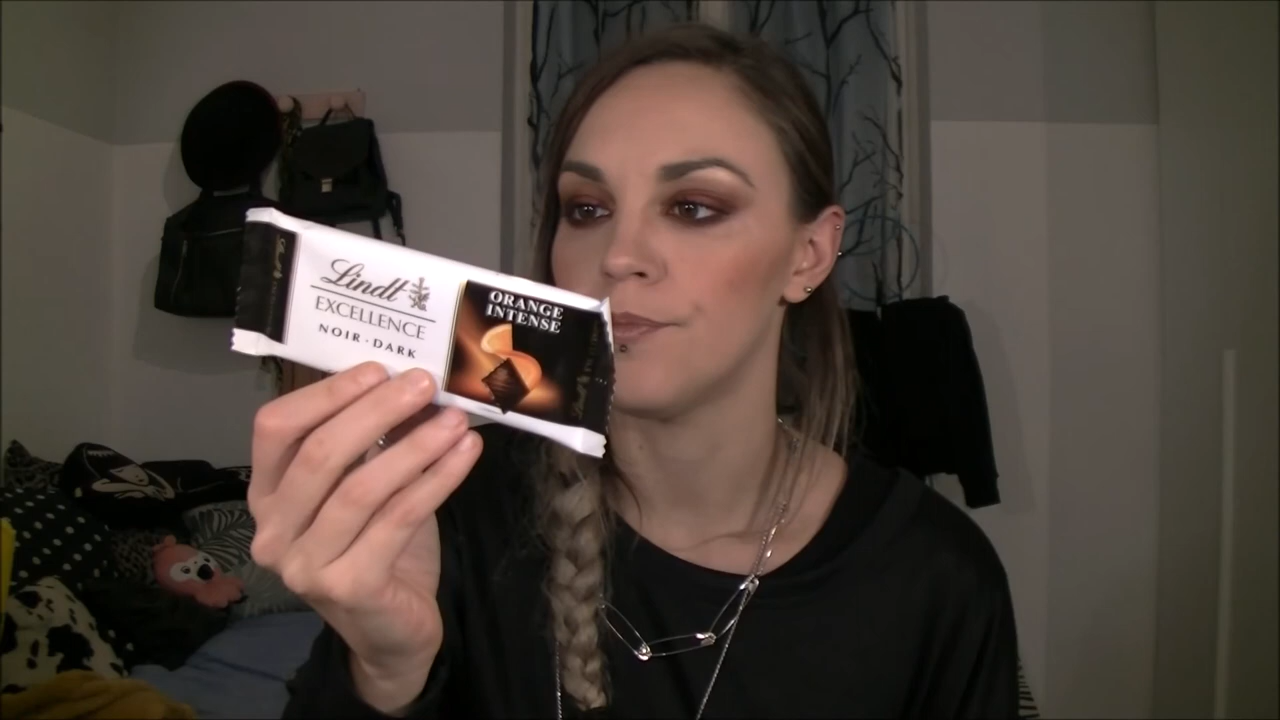 Lindt
EXCELLENCE
NOIR · DARK
ORANGE
INTENSE